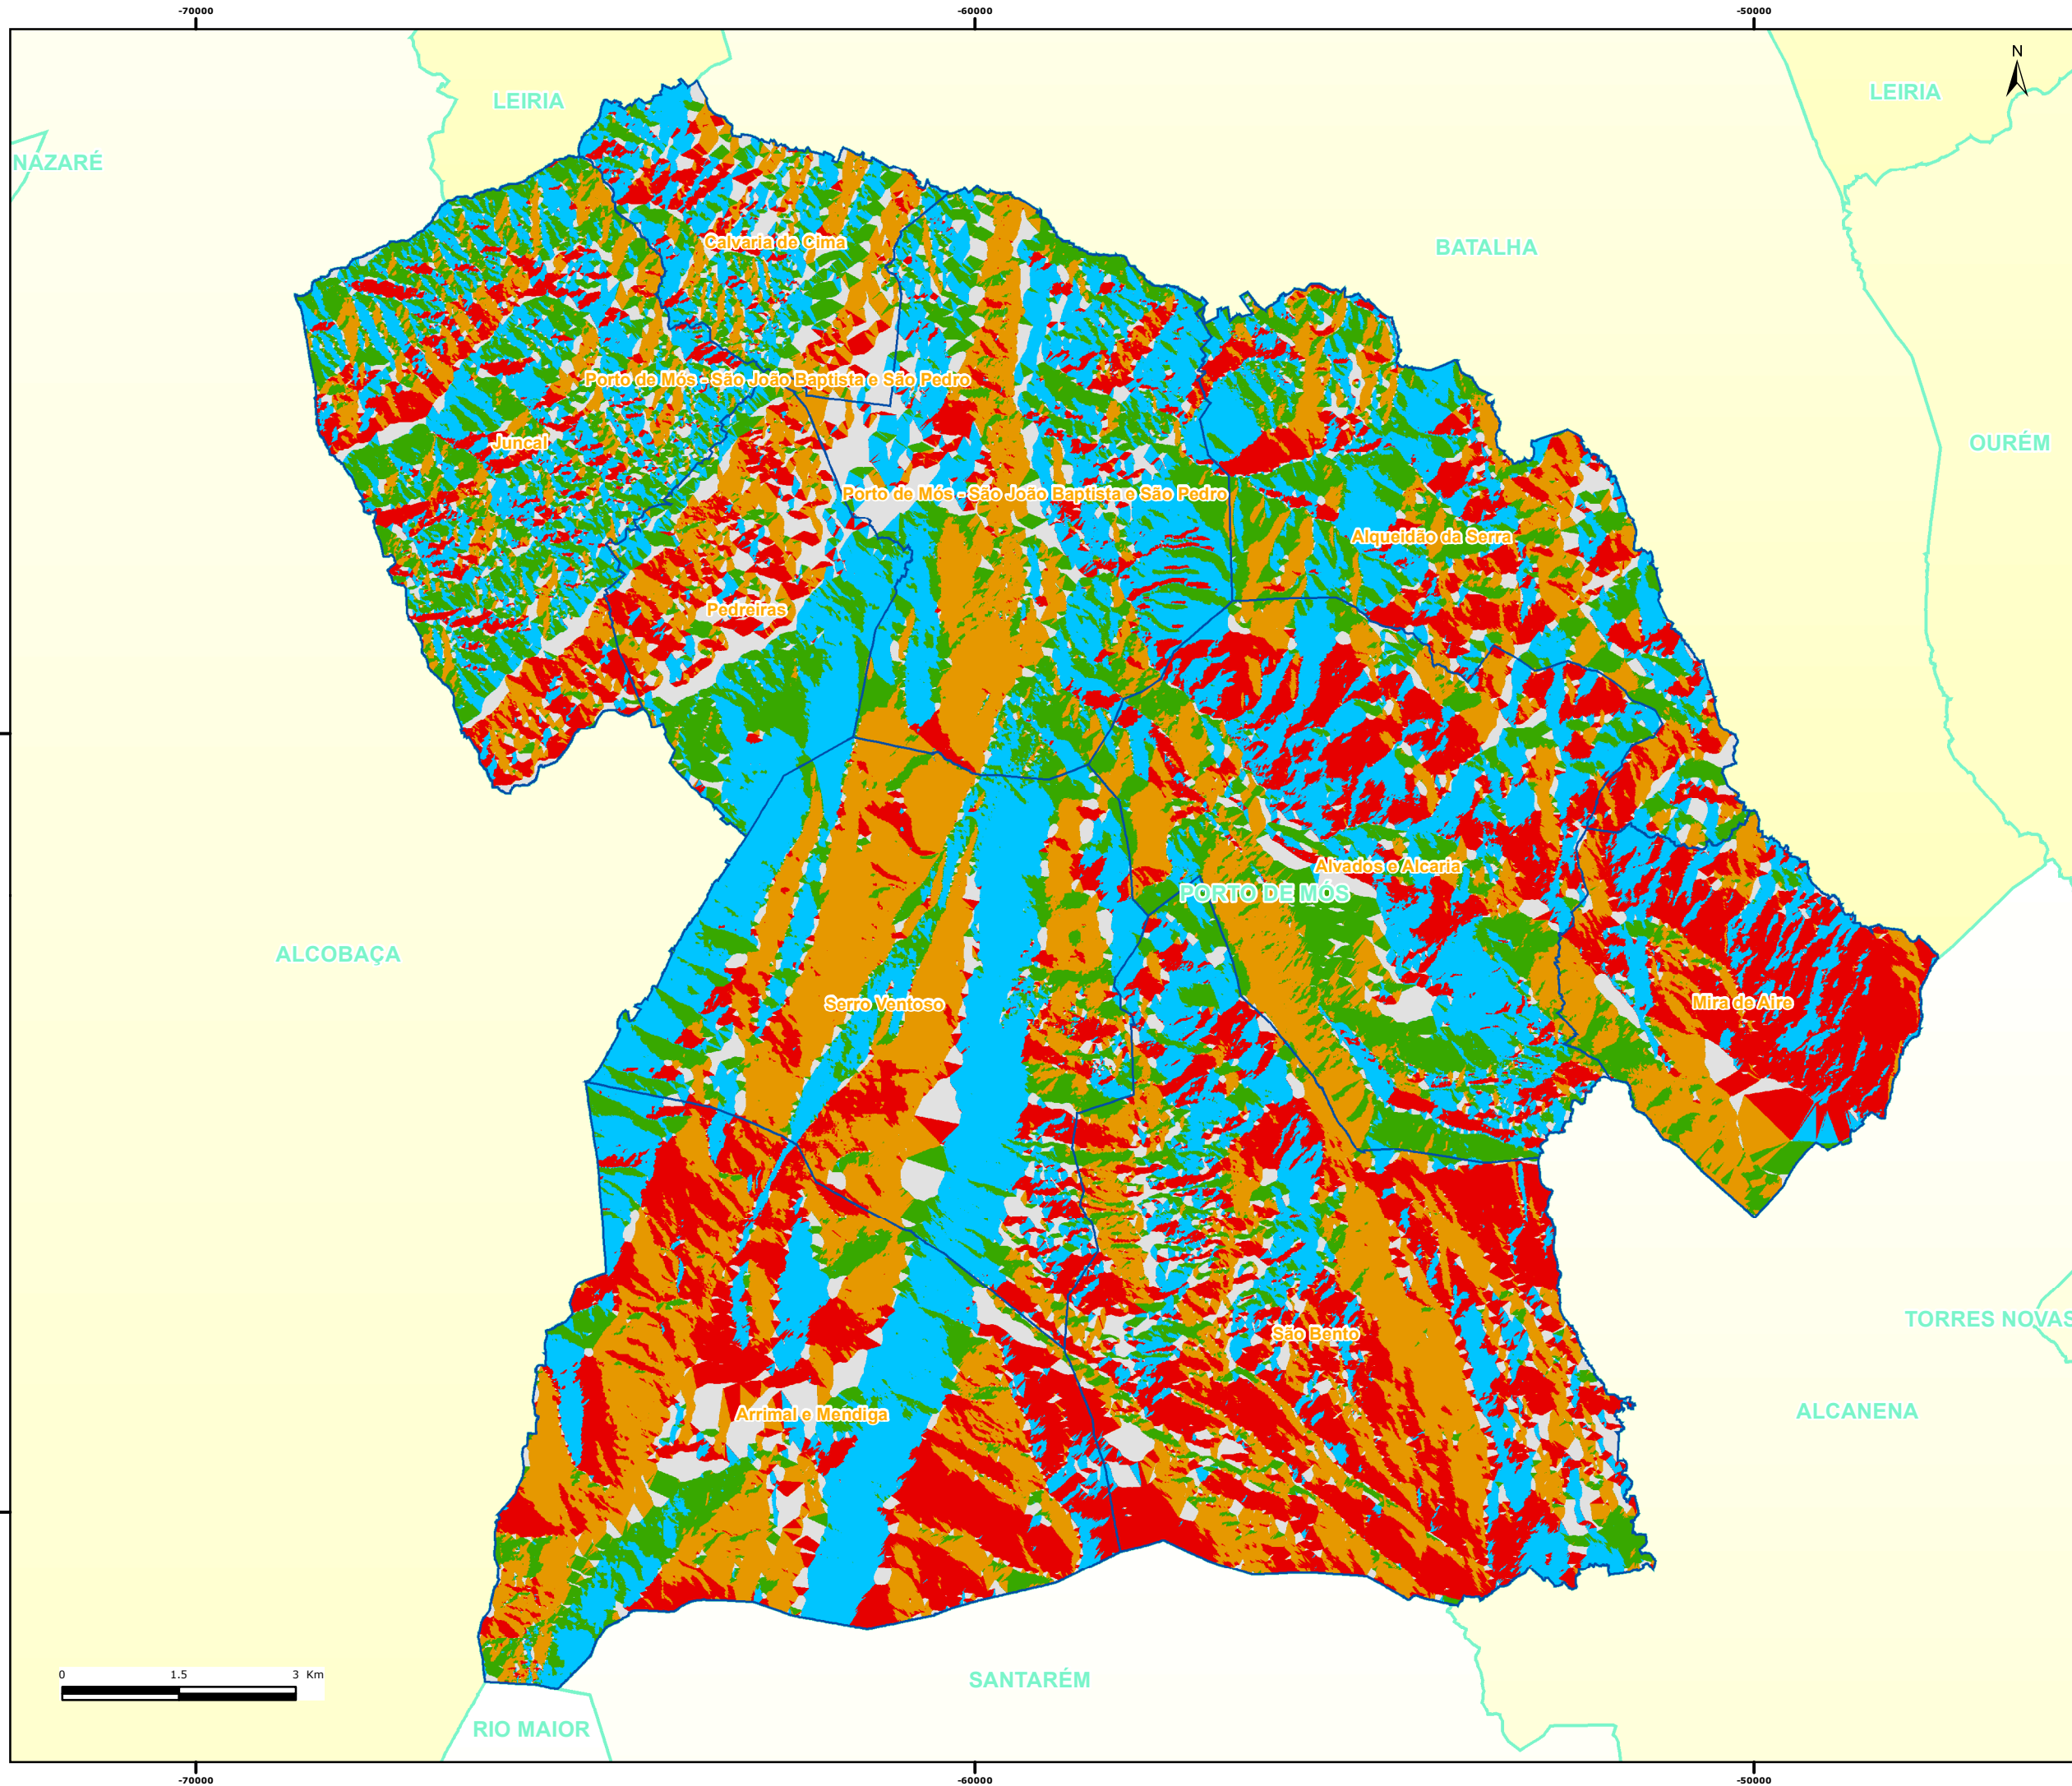 -70000
-60000
-50000
N
LEIRIA
LEIRIA
NAZARÉ
Calvaria de Cima
BATALHA
Porto de Mós - São João Baptista e São Pedro
Juncal
OURÉM
Porto de Mós - São João Baptista e São Pedro
Alqueidão da Serra
Pedreiras
Alvados e Alcaria
PORTO DE MÓS
ALCOBAÇA
Serro Ventoso
Mira de Aire
TORRES NOVAS
São Bento
Arrimal e Mendiga
ALCANENA
0 1.5 3 Km
SANTARÉM
RIO MAIOR
-70000
-60000
-50000